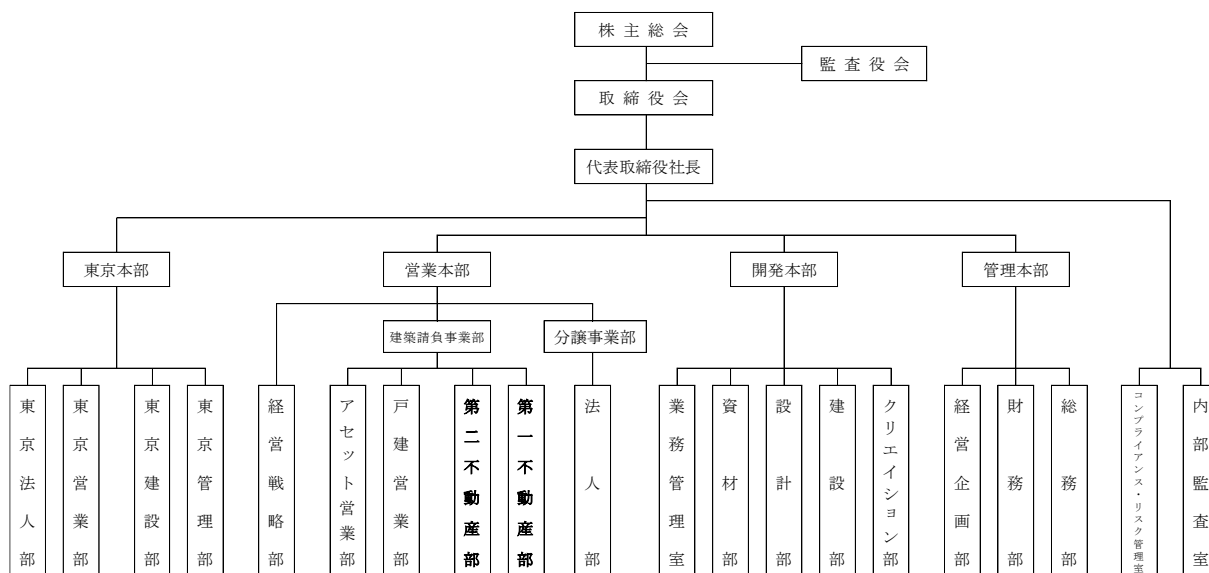 株主総会
監査役会
取締役会
代表取締役社長
東京本部
営業本部
開発本部
管理本部
建築請負事業部
分譲事業部
東京法人部
東京営業部
東京建設部
東京管理部
経営戦略部
アセット営業部
戸建営業部
第二不動産部
第一不動産部
法人部
業務管理室
資材部
設計部
建設部
クリエイション部
経営企画部
財務部
総務部
コンプライアンス・リスク管理室
内部監査室